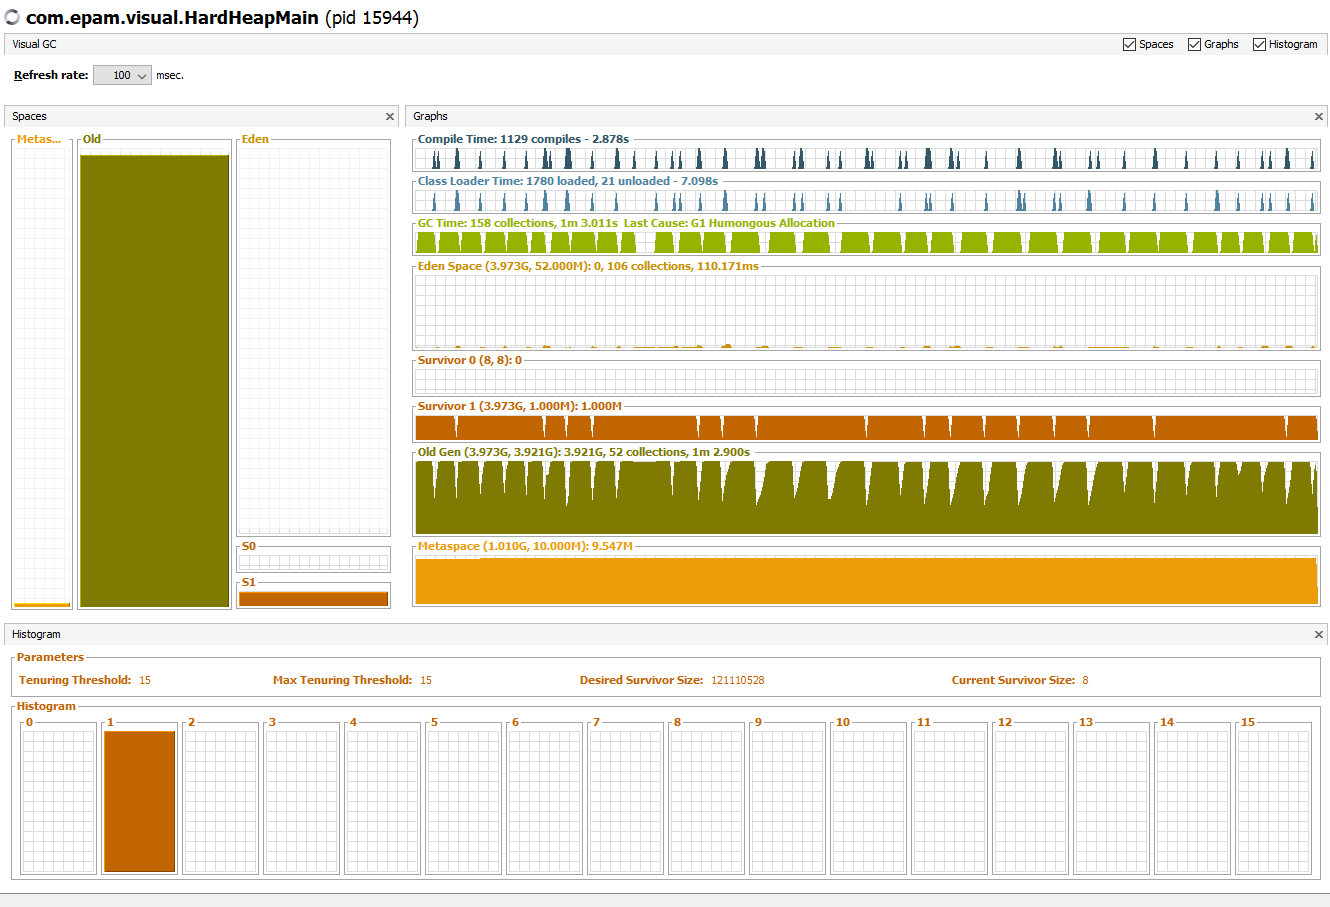 com.epam.visual.HardHeapMain (pid 15944)
Visual GC
Spaces Graphs Histogram
Refresh rate: 100 msec.
Spaces
Metas...
Old
Eden
S0
S1
Graphs
Compile Time: 1129 compiles - 2.878s
Class Loader Time: 1780 loaded, 21 unloaded - 7.098s
GC Time: 158 collections, 1m 3.011s Last Cause: G1 Humongous Allocation
Eden Space (3.973G, 52.000M): 0, 106 collections, 110.171ms
Survivor 0 (8, 8): 0
Survivor 1 (3.973G, 1.000M): 1.000M
Old Gen (3.973G, 3.921G): 3.921G, 52 collections, 1m 2.900s
Metaspace (1.010G, 10.000M): 9.547M
Histogram
Parameters
Tenuring Threshold: 15 Max Tenuring Threshold: 15 Desired Survivor Size: 121110528 Current Survivor Size: 8
Histogram
0 1 2 3 4 5 6 7 8 9 10 11 12 13 14 15